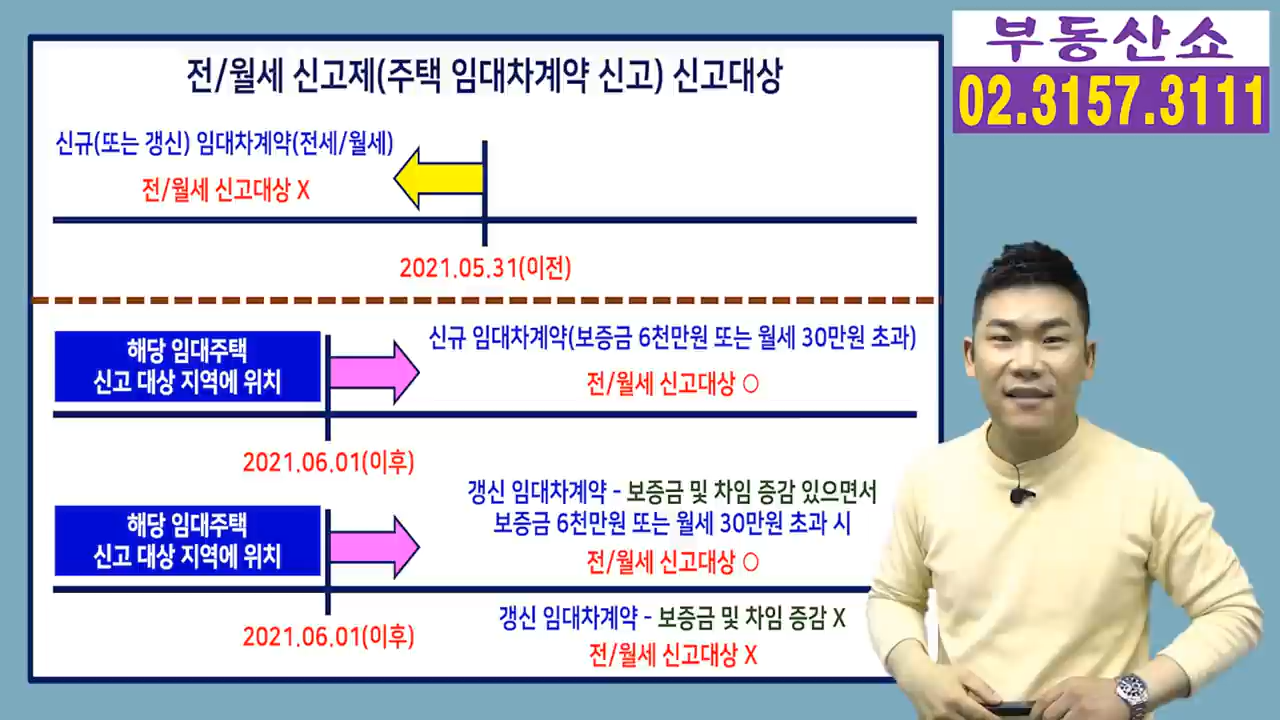 부동산쇼
02.3157.3111
전/월세 신고제(주택 임대차계약 신고) 신고대상
신규(또는 갱신) 임대차계약(전세/월세)
전/월세 신고대상 X
2021.05.31(이전)
해당 임대주택
신고 대상 지역에 위치
신규 임대차계약(보증금 6천만원 또는 월세 30만원 초과)
전/월세 신고대상 ○
2021.06.01(이후)
해당 임대주택
신고 대상 지역에 위치
갱신 임대차계약 - 보증금 및 차임 증감 있으면서
보증금 6천만원 또는 월세 30만원 초과 시
전/월세 신고대상 ○
2021.06.01(이후)
갱신 임대차계약 - 보증금 및 차임 증감 X
전/월세 신고대상 X